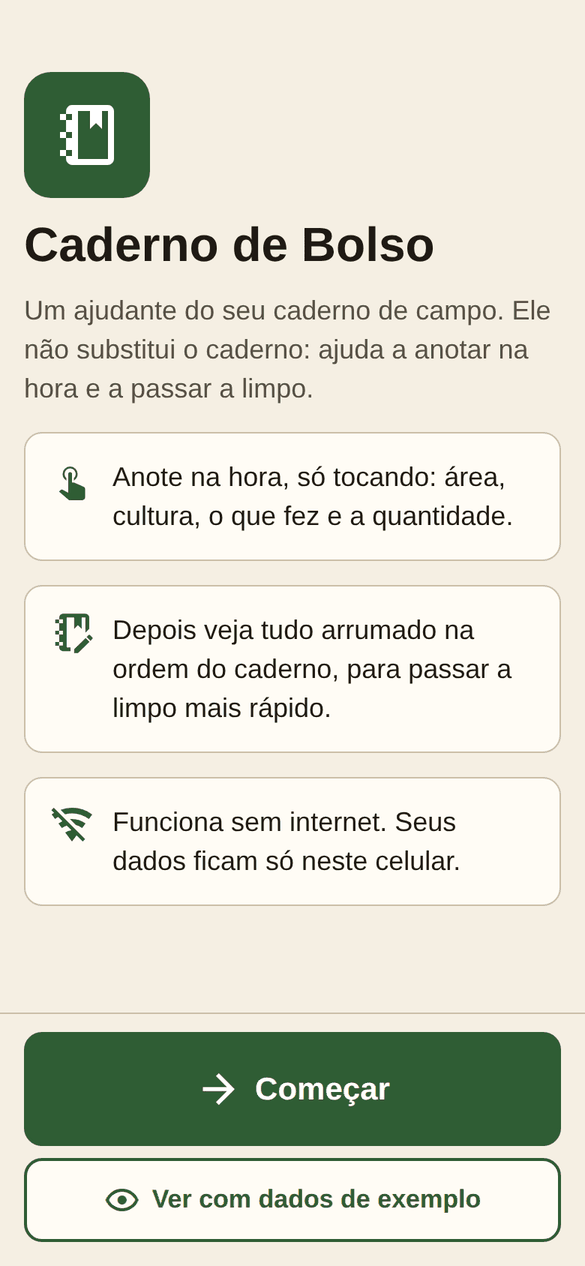 Caderno de Bolso
Um ajudante do seu caderno de campo. Ele
não substitui o caderno: ajuda a anotar na
hora e a passar a limpo.
Anote na hora, só tocando: área,
cultura, o que fez e a quantidade.
Depois veja tudo arrumado na
ordem do caderno, para passar a
limpo mais rápido.
Funciona sem internet. Seus
dados ficam só neste celular.
Começar
Ver com dados de exemplo